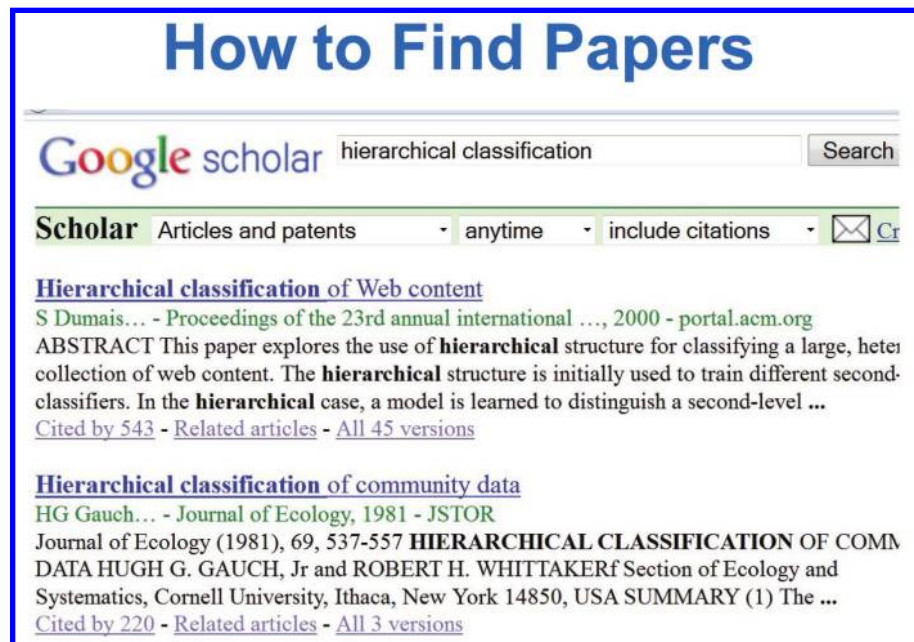 How to Find Papers
Google scholar hierarchical classification Search
Scholar Articles and patents anytime include citations Cr
Hierarchical classification of Web content
S Dumais… - Proceedings of the 23rd annual international …, 2000 - portal.acm.org
ABSTRACT This paper explores the use of hierarchical structure for classifying a large, heter
collection of web content. The hierarchical structure is initially used to train different second-
classifiers. In the hierarchical case, a model is learned to distinguish a second-level ...
Cited by 543 - Related articles - All 45 versions
Hierarchical classification of community data
HG Gauch… - Journal of Ecology, 1981 - JSTOR
Journal of Ecology (1981), 69, 537-557 HIERARCHICAL CLASSIFICATION OF COMM
DATA HUGH G. GAUCH, Jr and ROBERT H. WHITTAKERf Section of Ecology and
Systematics, Cornell University, Ithaca, New York 14850, USA SUMMARY (1) The ...
Cited by 220 - Related articles - All 3 versions